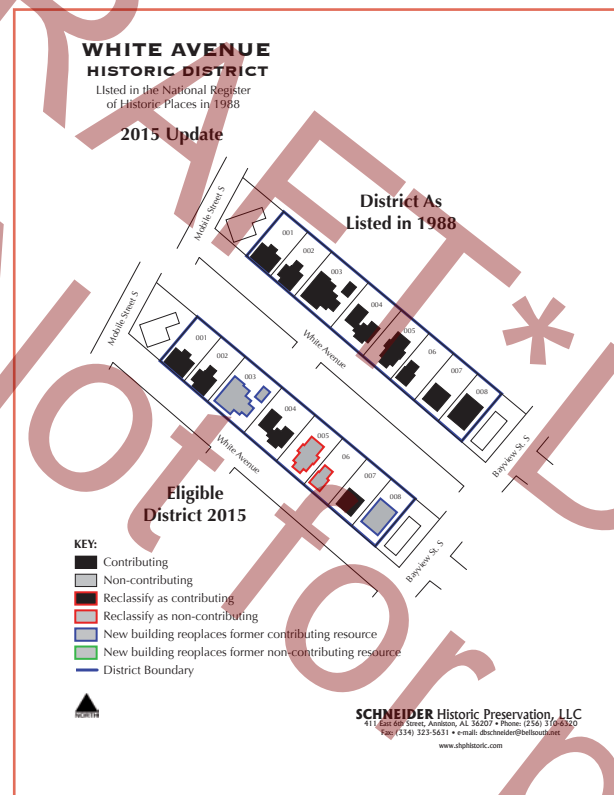 WHITE AVENUE
HISTORIC DISTRICT
LIsted in the National Register
of Historic Places in 1988
2015 Update
District As
Listed in 1988
Mobile Street S
001
002
003
004
005
06
007
008
White Avenue
Bayview St. S
Mobile Street S
001
002
003
004
005
06
007
008
White Avenue
Bayview St. S
Eligible
District 2015
KEY:
Contributing
Non-contributing
Reclassify as contributing
Reclassify as non-contributing
New building reoplaces former contributing resource
New building reoplaces former non-contributing resource
District Boundary
NORTH
SCHNEIDER Historic Preservation, LLC
411 East 6th Street, Anniston, AL 36207 • Phone: (256) 310-6320
Fax: (334) 323-5631 • e-mail: dbschneider@bellsouth.net
www.shphistoric.com
RAFT*
Not for